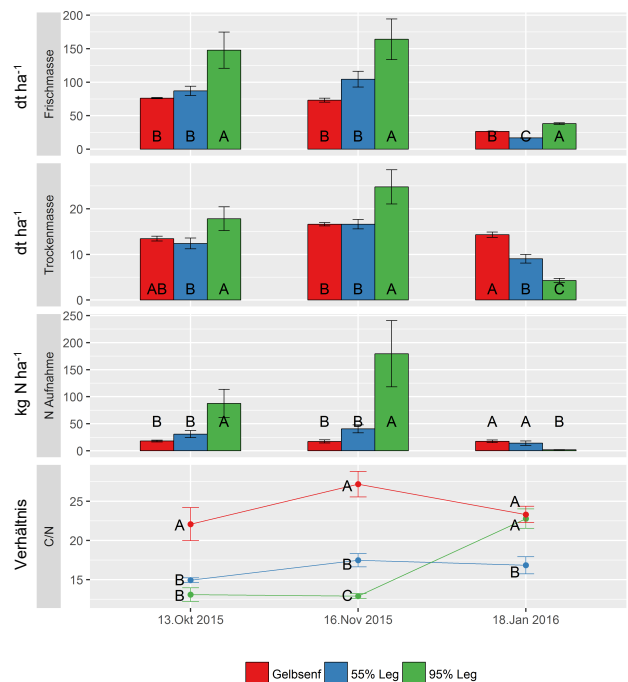 200
150
100
50
0
dt ha-1
Frischmasse
B B A B B A B C A
20
10
0
dt ha-1
Trockenmasse
AB B A B B A A B C
250
200
150
100
50
0
kg N ha-1
N Aufnahme
B B A B B A A A B
25
20
15
Verhältnis
C/N
A B B A B C A A B
13.Okt 2015 16.Nov 2015 18.Jan 2016
Gelbsenf 55% Leg 95% Leg